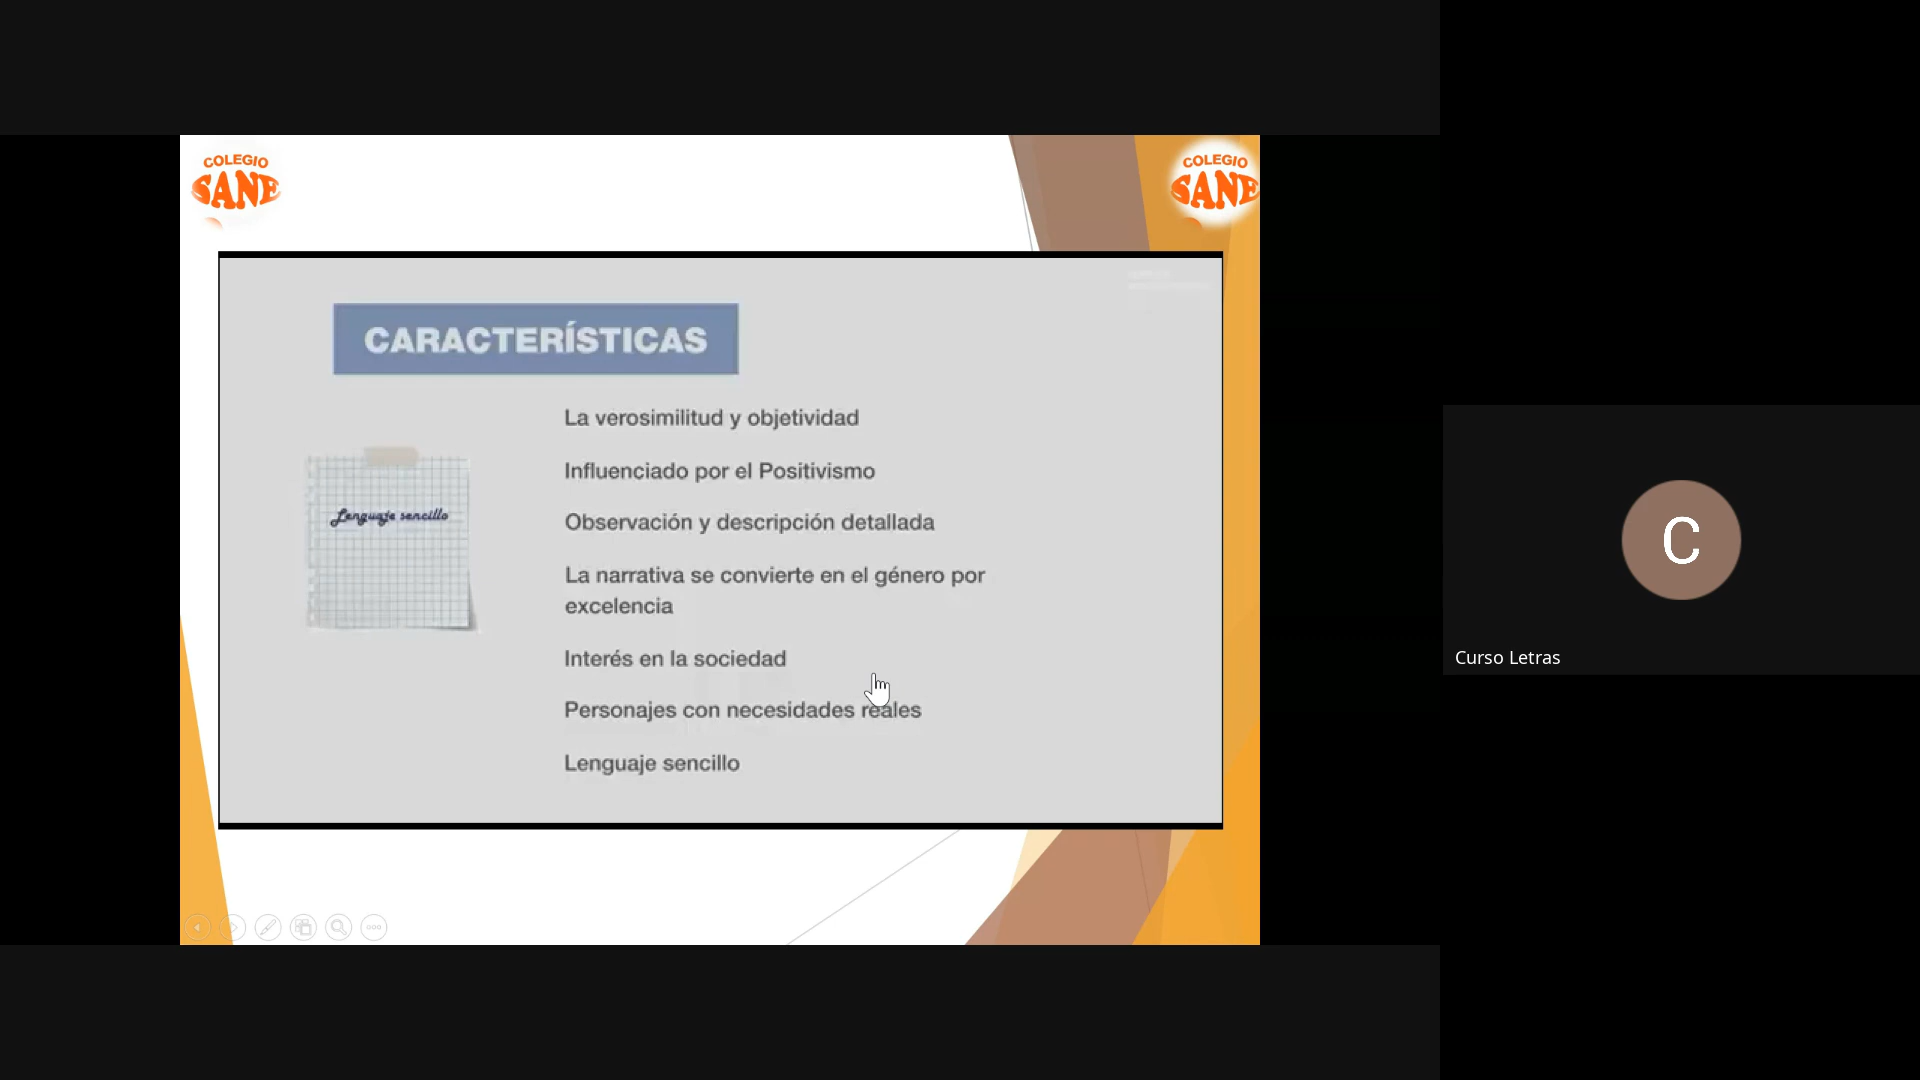 COLEGIO
SANE
COLEGIO
SANE
CARACTERÍSTICAS
La verosimilitud y objetividad
Influenciado por el Positivismo
Lenguaje sencillo
Observación y descripción detallada
La narrativa se convierte en el género por
excelencia
Interés en la sociedad
Personajes con necesidades reales
Lenguaje sencillo
C
Curso Letras